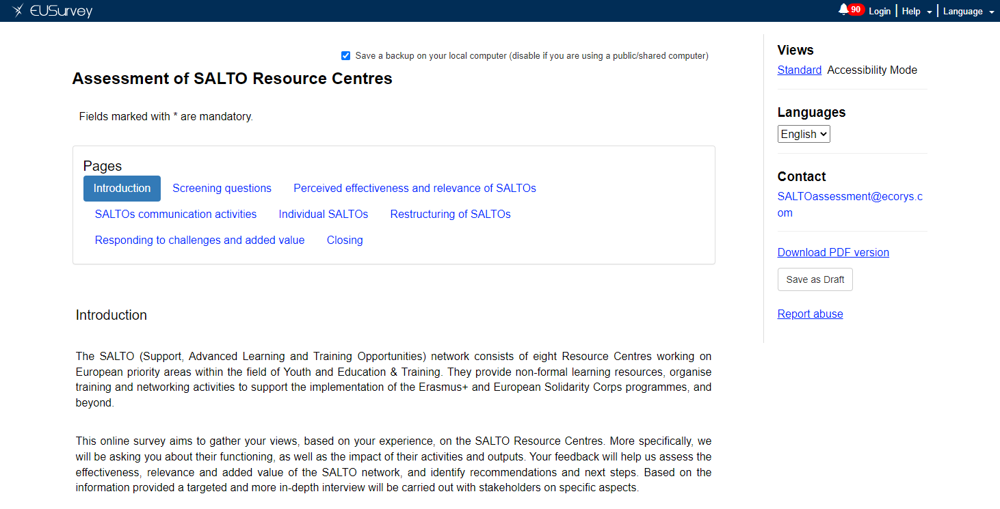 EUSurvey
90 Login Help Language
Save a backup on your local computer (disable if you are using a public/shared computer)
Assessment of SALTO Resource Centres
Fields marked with * are mandatory.
Pages
Introduction Screening questions Perceived effectiveness and relevance of SALTOs
SALTOs communication activities Individual SALTOs Restructuring of SALTOs
Responding to challenges and added value Closing
Introduction
The SALTO (Support, Advanced Learning and Training Opportunities) network consists of eight Resource Centres working on
European priority areas within the field of Youth and Education & Training. They provide non-formal learning resources, organise
training and networking activities to support the implementation of the Erasmus+ and European Solidarity Corps programmes, and
beyond.
This online survey aims to gather your views, based on your experience, on the SALTO Resource Centres. More specifically, we
will be asking you about their functioning, as well as the impact of their activities and outputs. Your feedback will help us assess the
effectiveness, relevance and added value of the SALTO network, and identify recommendations and next steps. Based on the
information provided a targeted and more in-depth interview will be carried out with stakeholders on specific aspects.
Views
Standard Accessibility Mode
Languages
English
Contact
SALTOassessment@ecorys.c
om
Download PDF version
Save as Draft
Report abuse